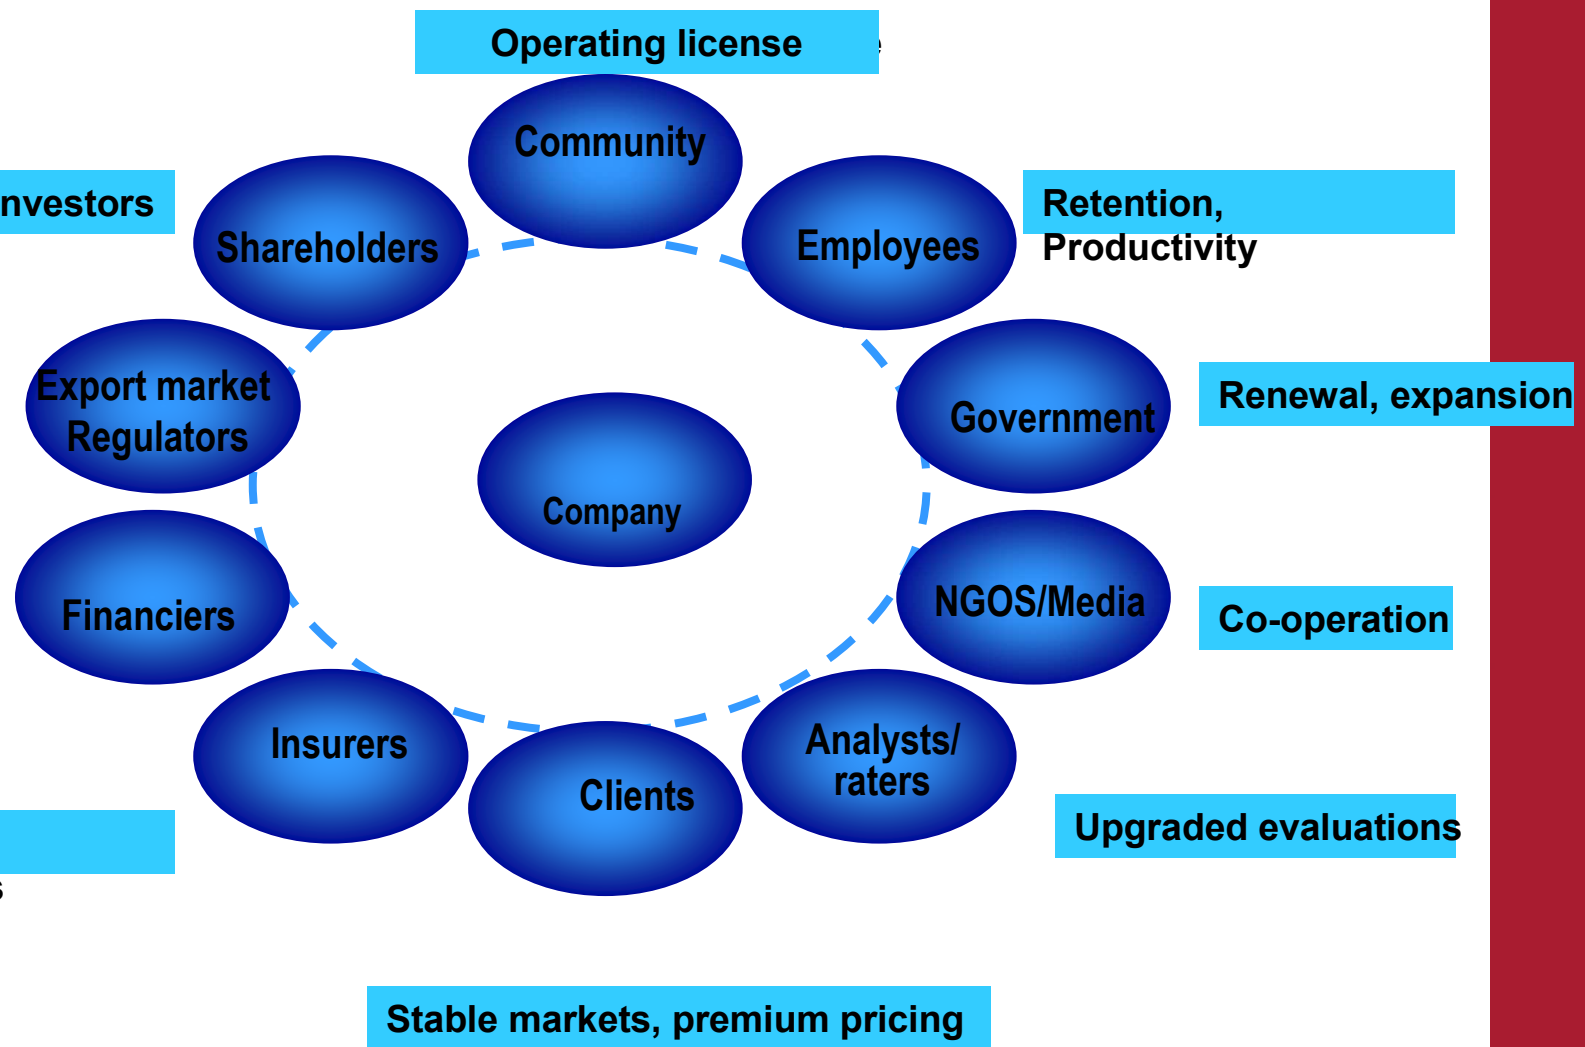 Operating license
Community
nvestors
Shareholders
Employees
Retention,
Productivity
Export market
Regulators
Government
Renewal, expansion
Company
Financiers
NGOS/Media
Co-operation
Insurers
Clients
Analysts/
raters
Upgraded evaluations
s
Stable markets, premium pricing